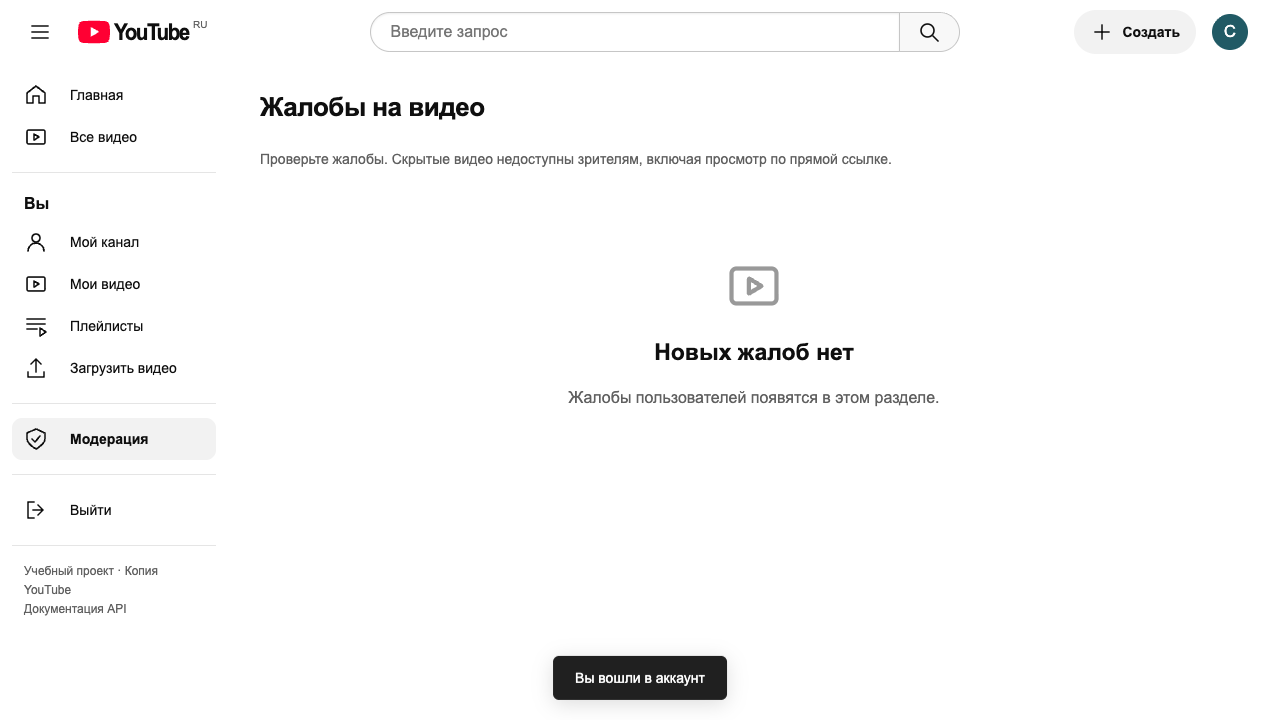 YouTube RU
Введите запрос
Создать
С
Главная
Все видео
Вы
Мой канал
Мои видео
Плейлисты
Загрузить видео
Модерация
Выйти
Учебный проект · Копия
YouTube
Документация API
Жалобы на видео
Проверьте жалобы. Скрытые видео недоступны зрителям, включая просмотр по прямой ссылке.
Новых жалоб нет
Жалобы пользователей появятся в этом разделе.
Вы вошли в аккаунт